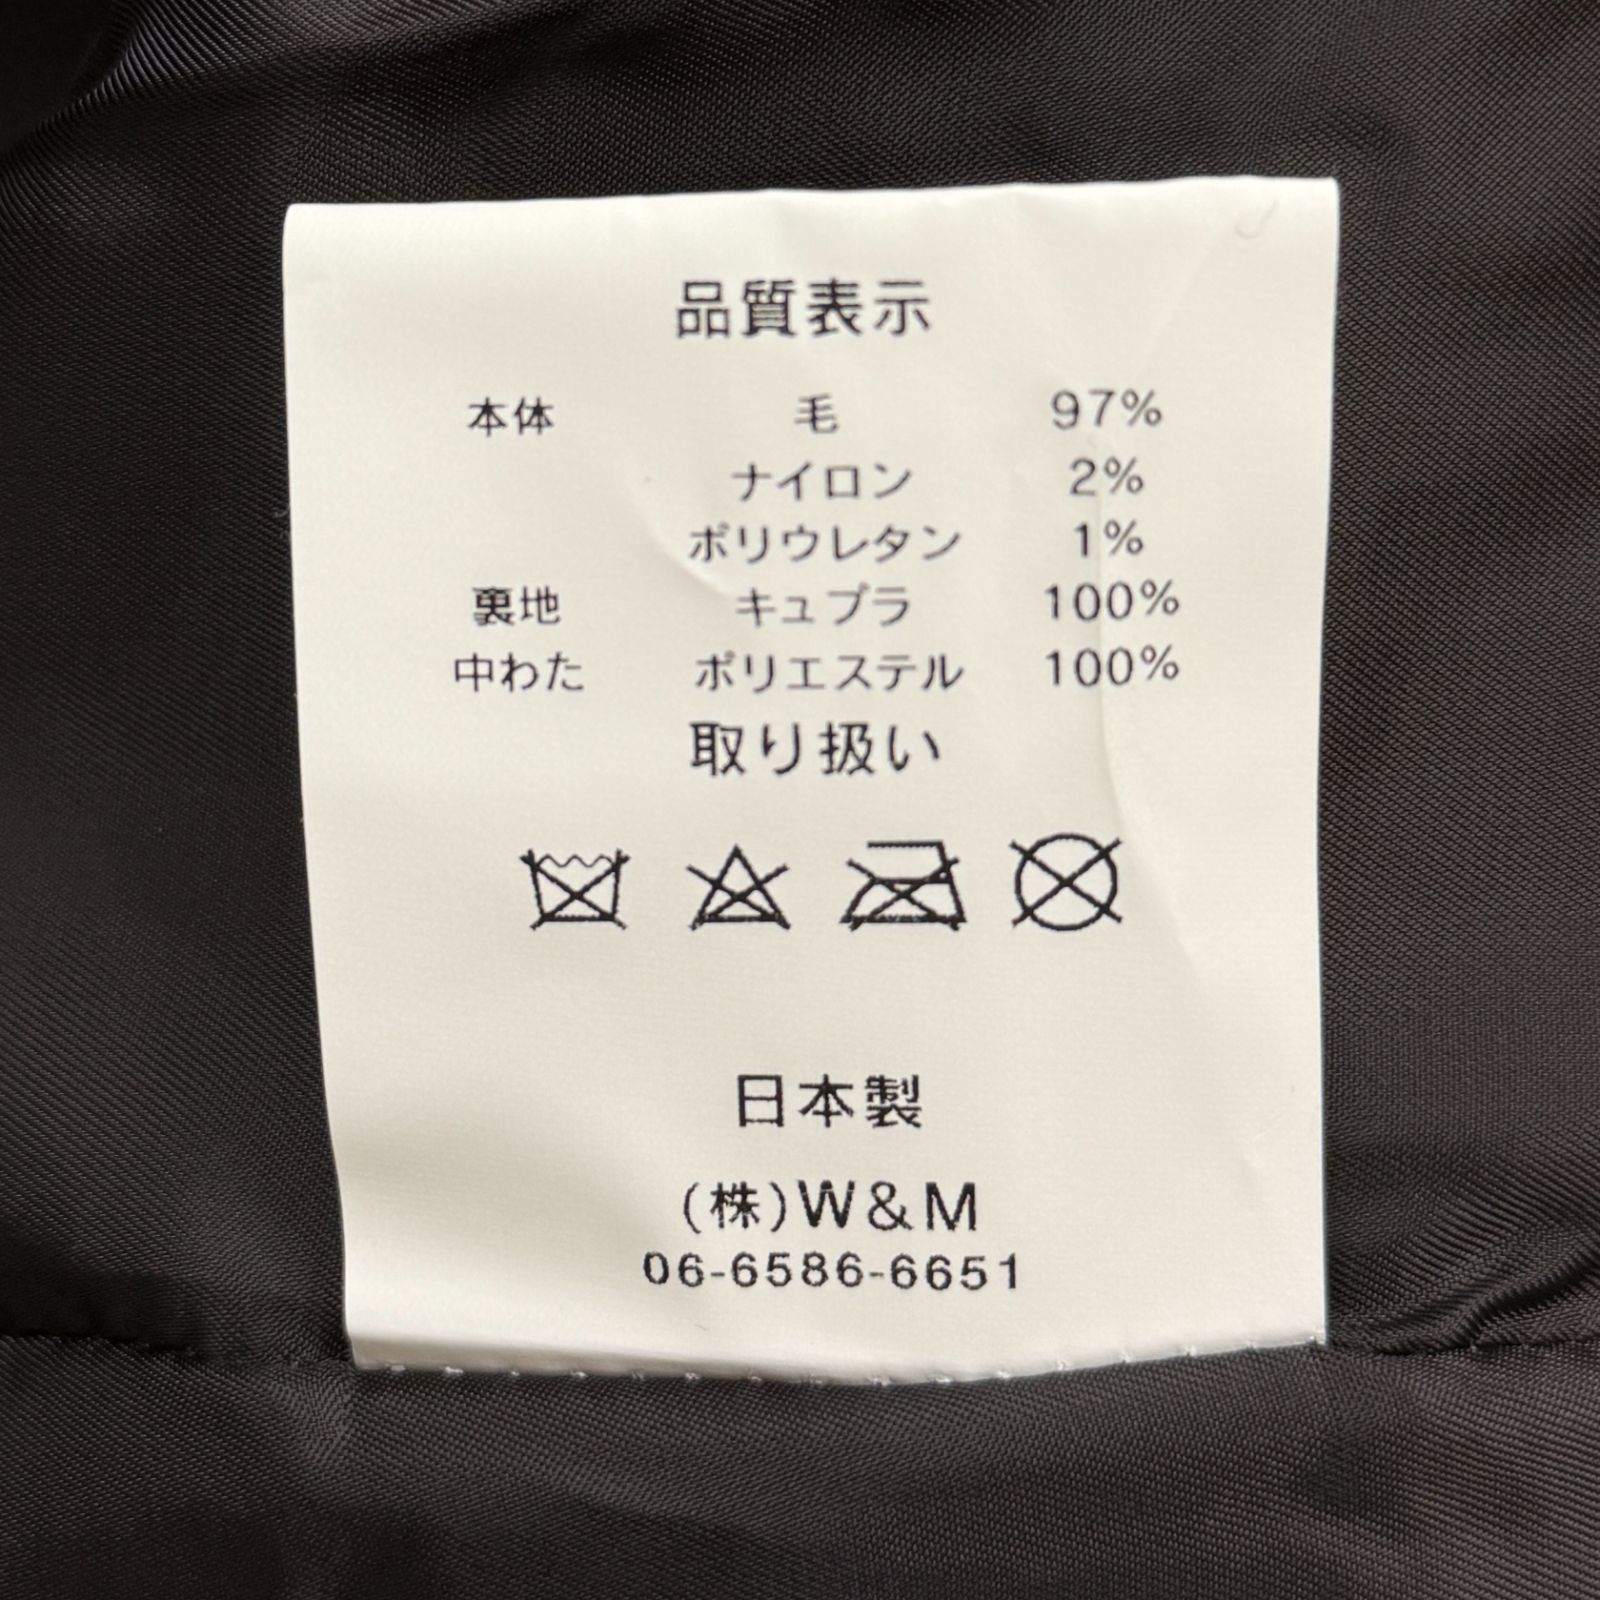 品質表示
本体 毛 97%
ナイロン 2%
ポリウレタン 1%
裏地 キュプラ 100%
中わた ポリエステル 100%
取り扱い
日本製
(株)W&M
06-6586-6651